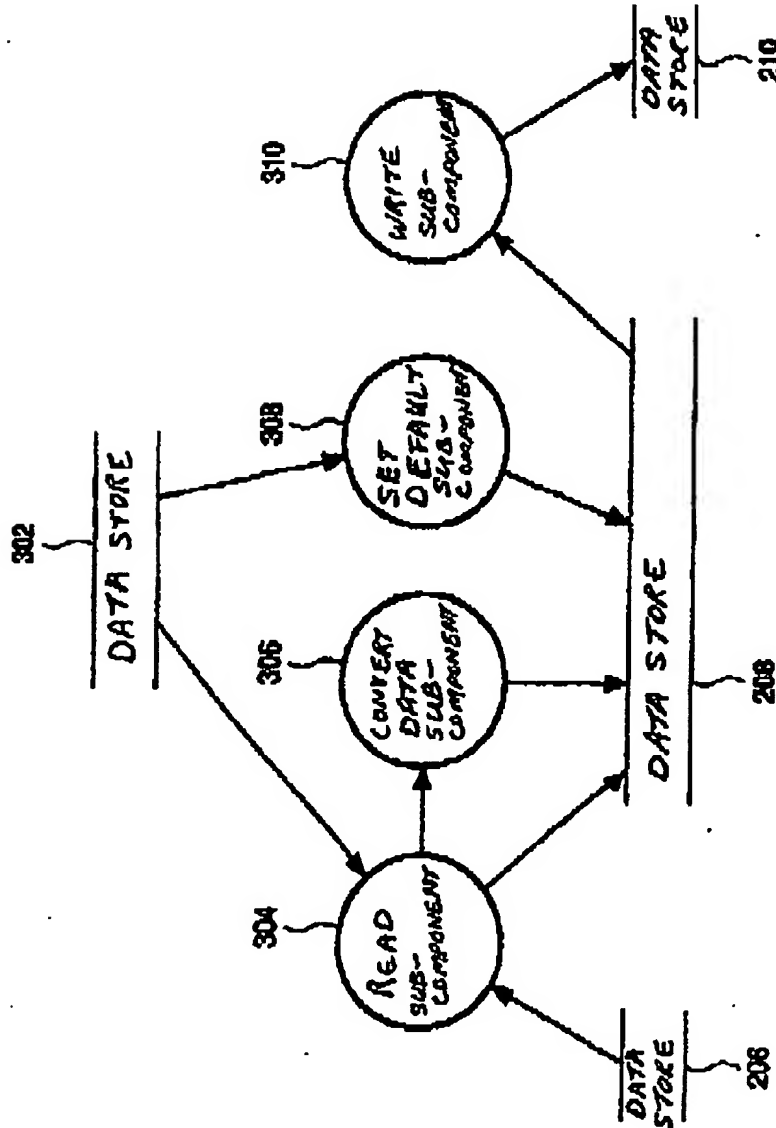 302
DATA STORE
304
READ
SUB-
COMPONENT
306
CONVERT
DATA
SUB-
COMPONENT
308
SET
DEFAULT
SUB-
COMPONENT
310
WRITE
SUB-
COMPONENT
DATA
STORE
206
DATA STORE
208
DATA
STORE
210